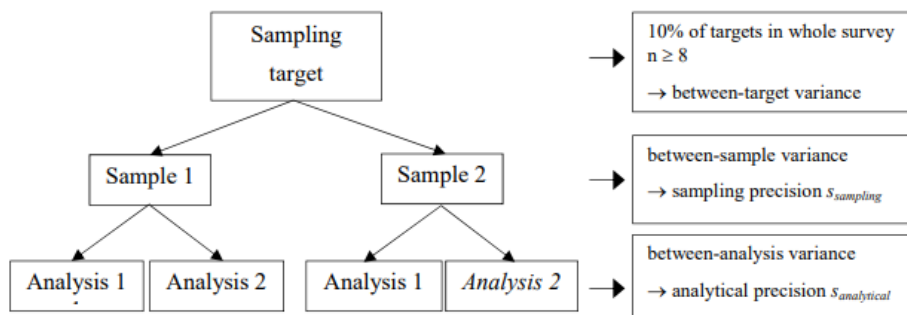 Sampling
target
10% of targets in whole survey
n ≥ 8
→ between-target variance
Sample 1
Sample 2
between-sample variance
→ sampling precision s_sampling
Analysis 1
Analysis 2
Analysis 1
Analysis 2
between-analysis variance
→ analytical precision s_analytical